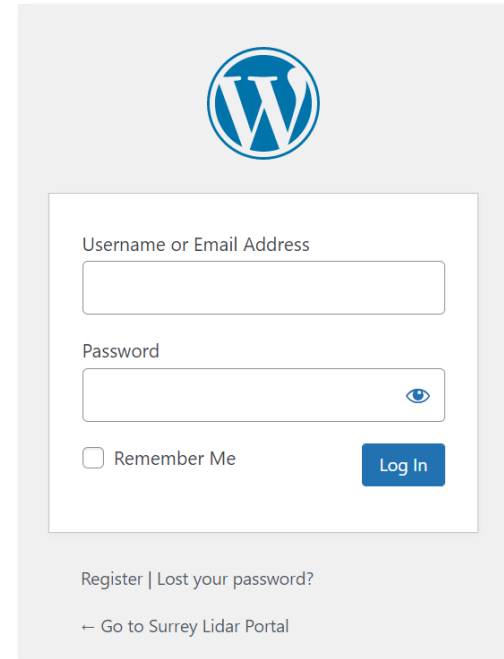 Username or Email Address
Password
Remember Me
Log In
Register | Lost your password?
← Go to Surrey Lidar Portal